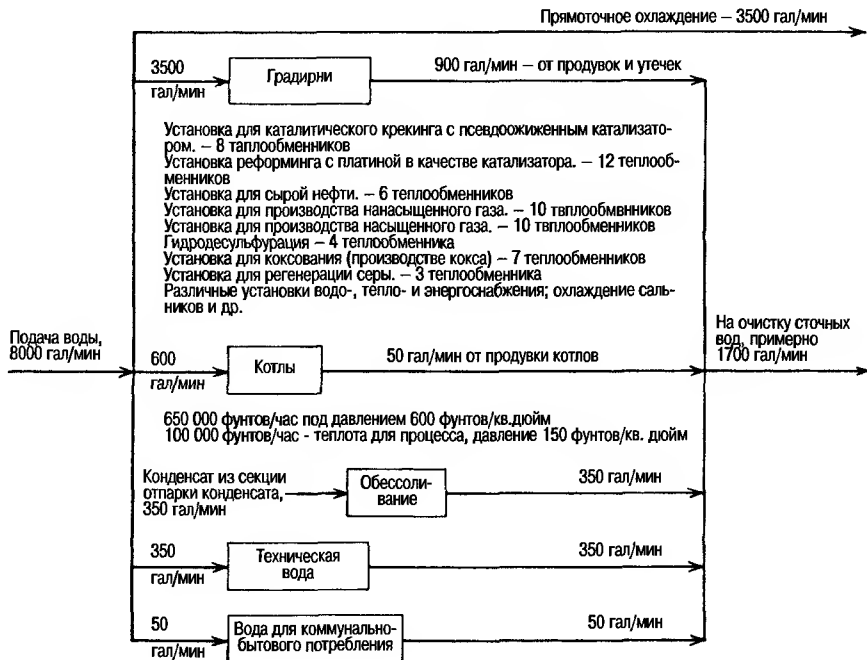 Прямоточное охлаждение – 3500 гал/мин
3500
гал/мин
Градирни
900 гал/мин – от продувок и утечек
Установка для каталитического крекинга с псевдоожиженным катализато-
ром. – 8 таплообменников
Установка реформинга с платиной в качестве катализатора. – 12 теплооб-
менников
Установка для сырой нефти. – 6 теплообменников
Установка для производства нанасыщенного газа. – 10 твплообмвнников
Установка для производства насыщенного газа. – 10 твплообмвнников
Гидродесульфурация – 4 теплообменника
Установка для коксования (производстве кокса) – 7 теплообменников
Установка для регенерации серы. – 3 теплообменника
Различные установки водо-, тепло- и энергоснабжения; охлаждение саль-
ников и др.
Подача воды,
8000 гал/мин
600
гал/мин
Котлы
50 гал/мин от продувки котлов
На очистку сточных
вод, примерно
1700 гал/мин
650 000 фунтов/час под давлением 600 фунтов/кв.дюйм
100 000 фунтов/час - теплота для процесса, давление 150 фунтов/кв. дюйм
Конденсат из секции
отпарки конденсата,
350 гал/мин
Обессоли-
вание
350 гал/мин
350
гал/мин
Техническая
вода
350 гал/мин
50
гал/мин
Вода для коммунально-
бытового потребления
50 гал/мин